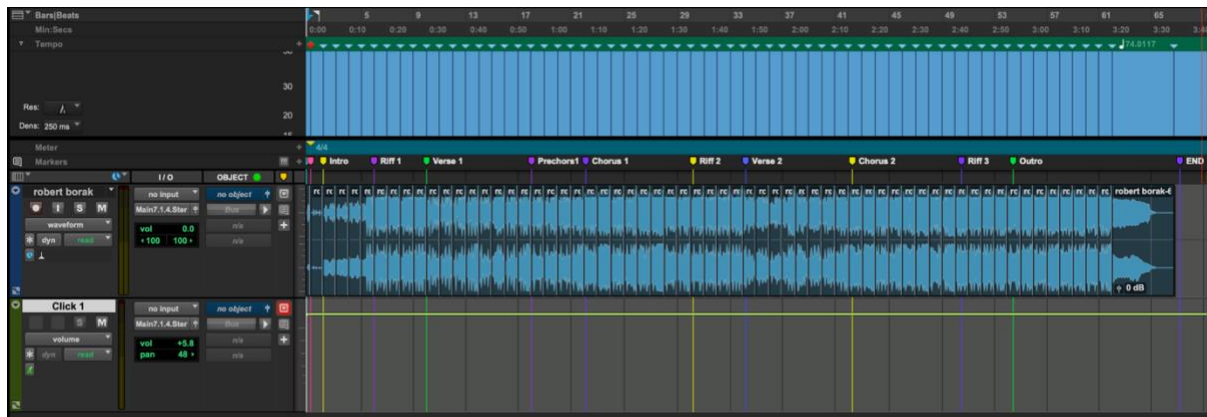 Bars|Beats 5 9 13 17 21 25 29 33 37 41 45 49 53 57 61 65
Min:Secs 0:00 0:10 0:20 0:30 0:40 0:50 1:00 1:10 1:20 1:30 1:40 1:50 2:00 2:10 2:20 2:30 2:40 2:50 3:00 3:10 3:20 3:30
Tempo 74.0117
30
Res:
20
Dens: 250 ms
Meter 4/4
Markers Intro Riff 1 Verse 1 Prechors1 Chorus 1 Riff 2 Verse 2 Chorus 2 Riff 3 Outro END
I / O OBJECT
robert borak no input no object robert borak-6
I S M Main7.1.4.Ster Bus
waveform vol 0.0 n/a
dyn read ‹100 100› n/a
0 dB
Click 1 no input no object
S M Main7.1.4.Ster Bus
volume vol +5.8 n/a
dyn read pan 48 › n/a